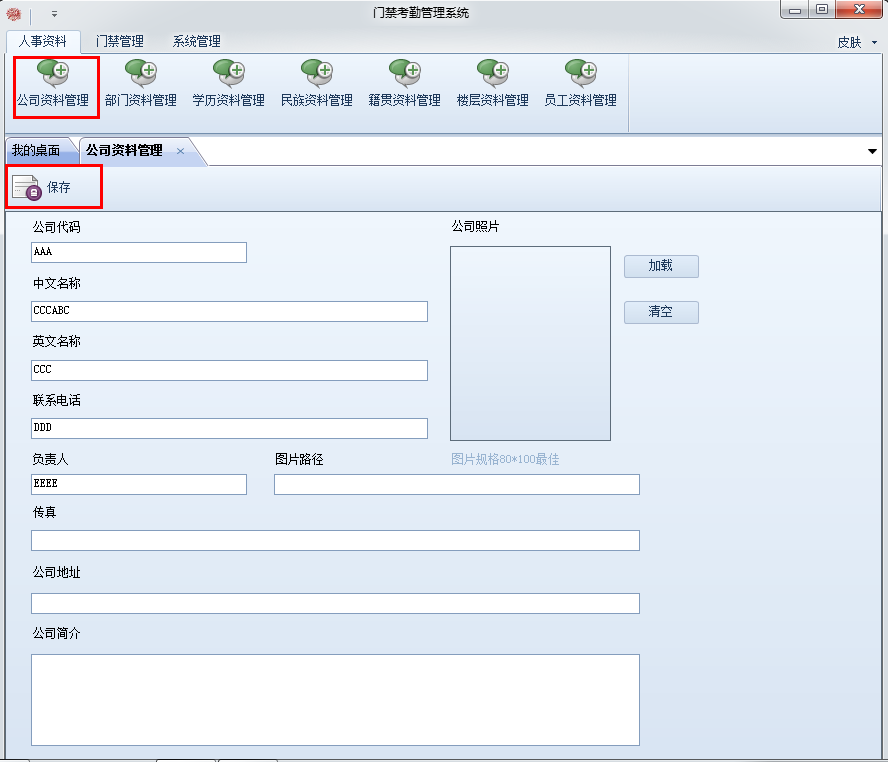 门禁考勤管理系统
人事资料 门禁管理 系统管理 皮肤
公司资料管理 部门资料管理 学历资料管理 民族资料管理 籍贯资料管理 楼层资料管理 员工资料管理
我的桌面 公司资料管理
保存
公司代码 公司照片
AAA
加载
中文名称
CCCABC
清空
英文名称
CCC
联系电话
DDD
负责人 图片路径 图片规格80*100最佳
EEEE
传真
公司地址
公司简介